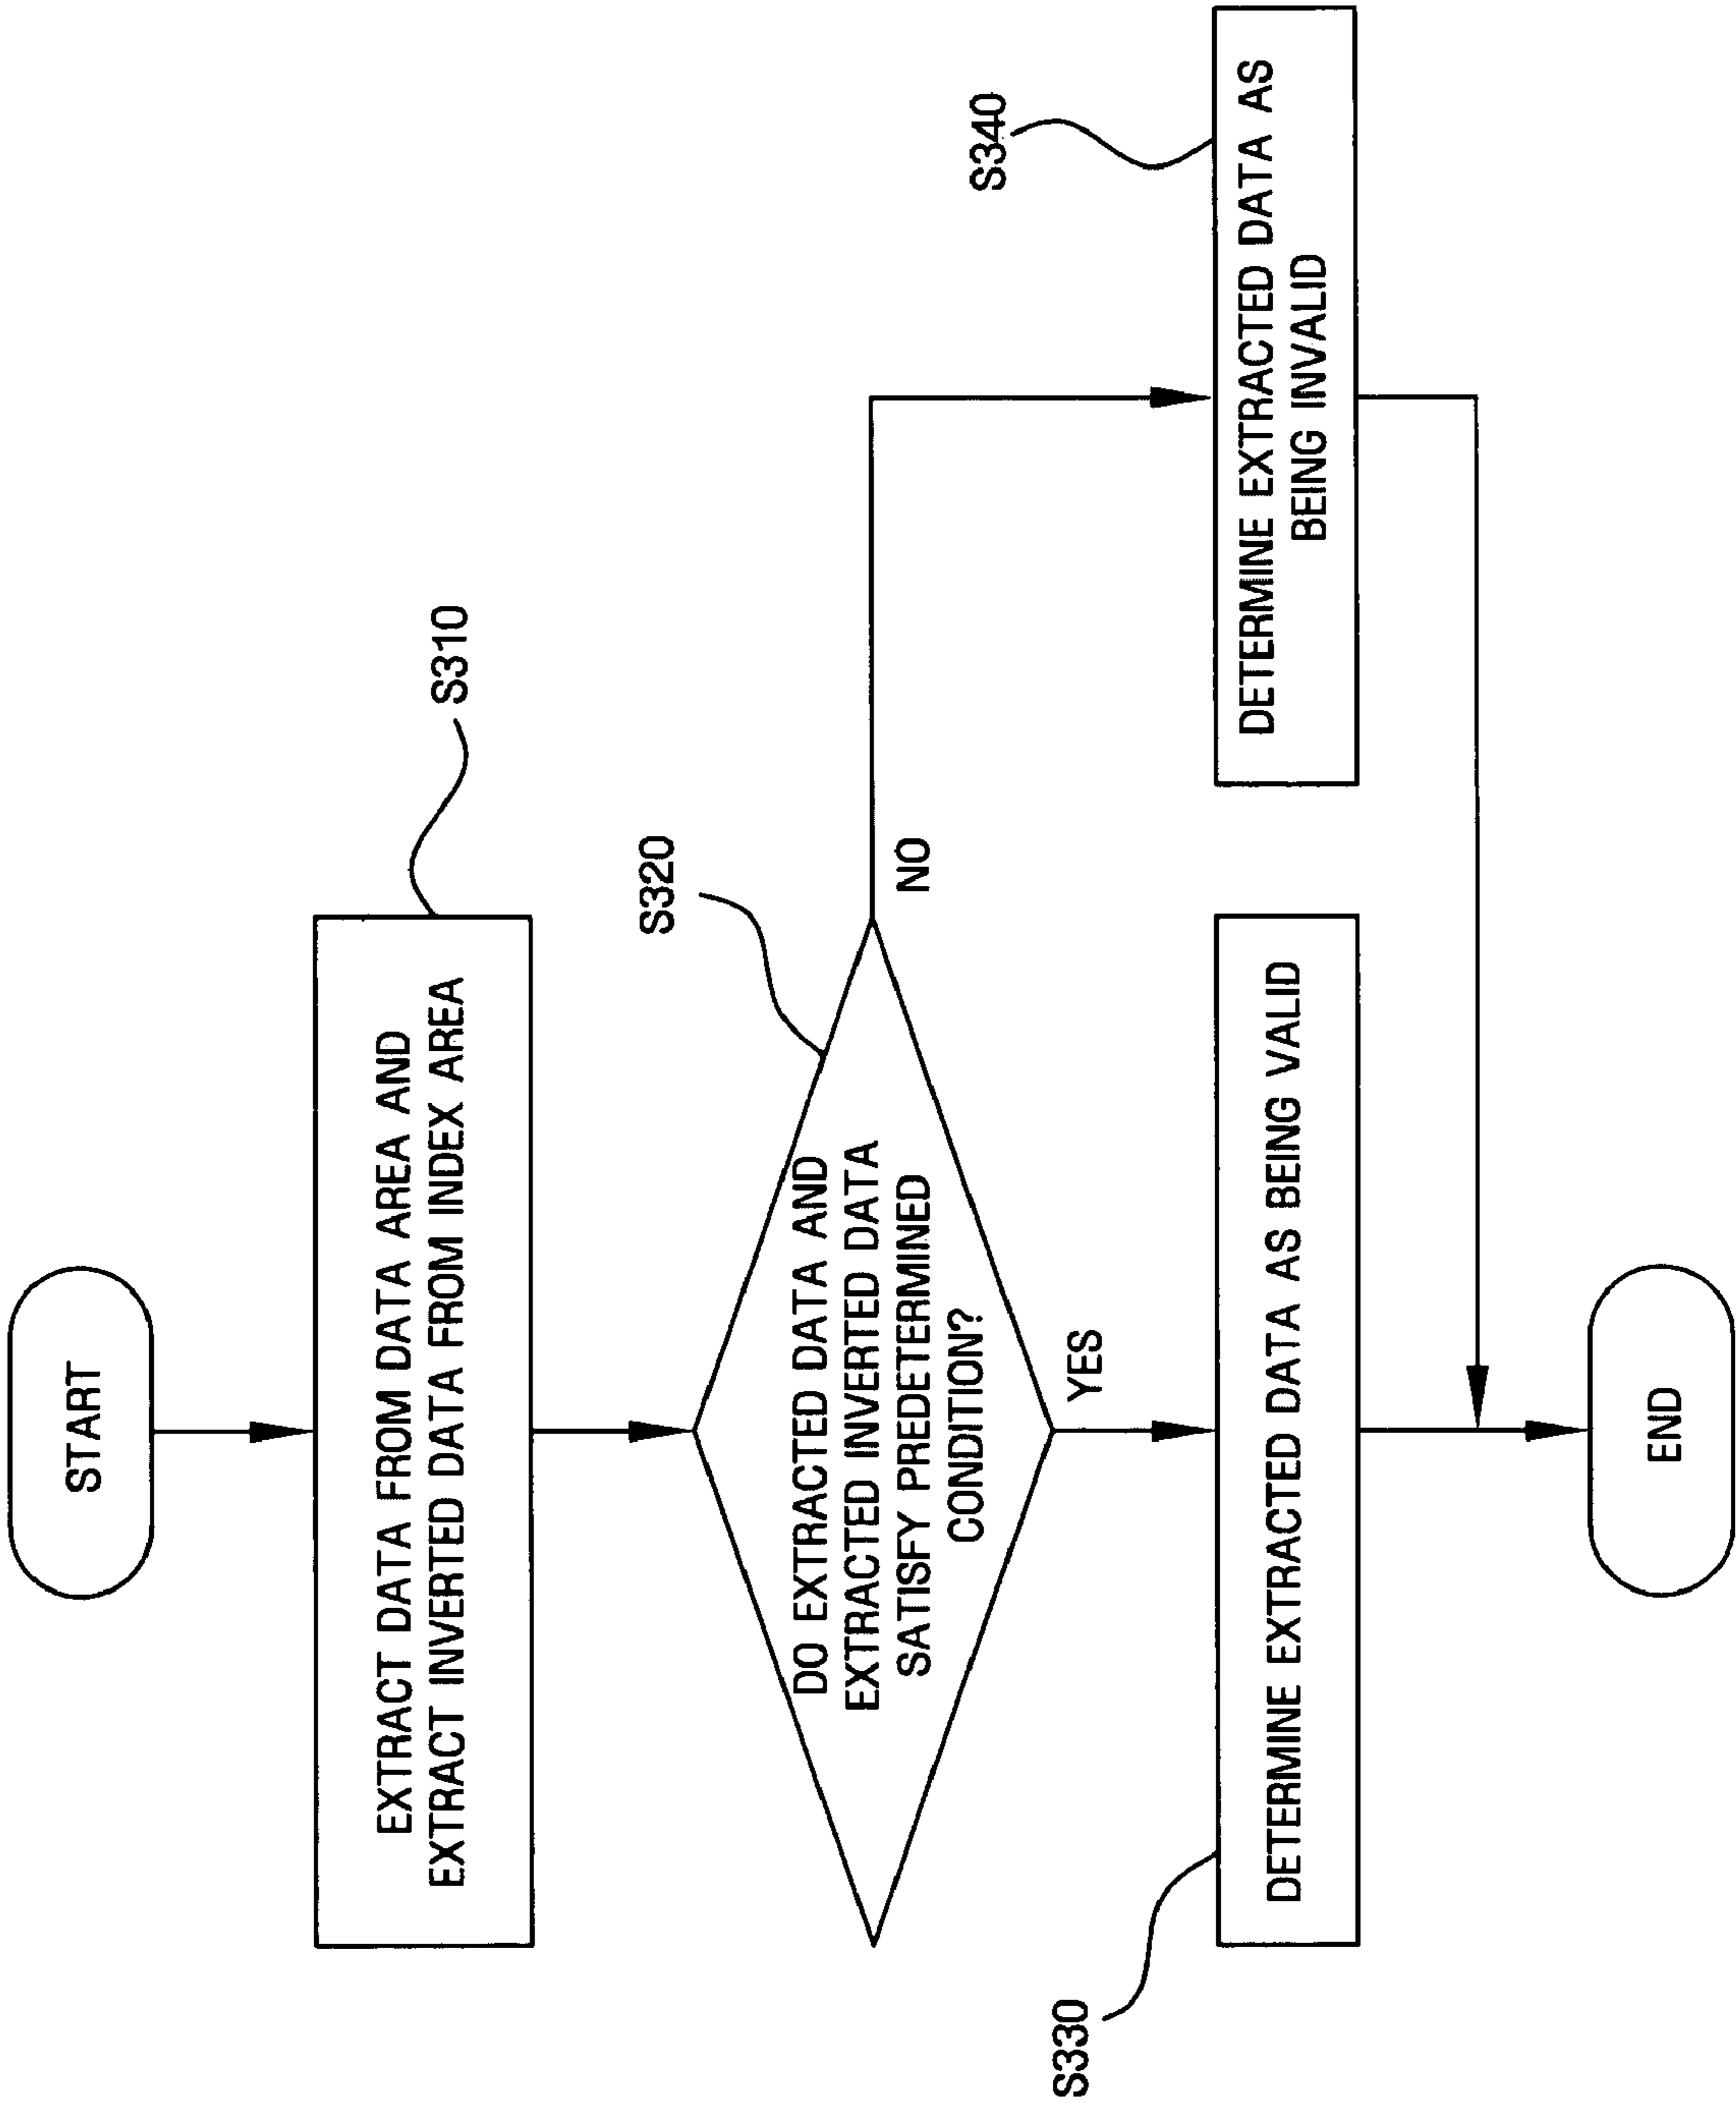 START
S310
EXTRACT DATA FROM DATA AREA AND
EXTRACT INVERTED DATA FROM INDEX AREA
S320
DO EXTRACTED DATA AND
EXTRACTED INVERTED DATA
SATISFY PREDETERMINED
CONDITION?
NO
YES
S330
DETERMINE EXTRACTED DATA AS BEING VALID
S340
DETERMINE EXTRACTED DATA AS
BEING INVALID
END